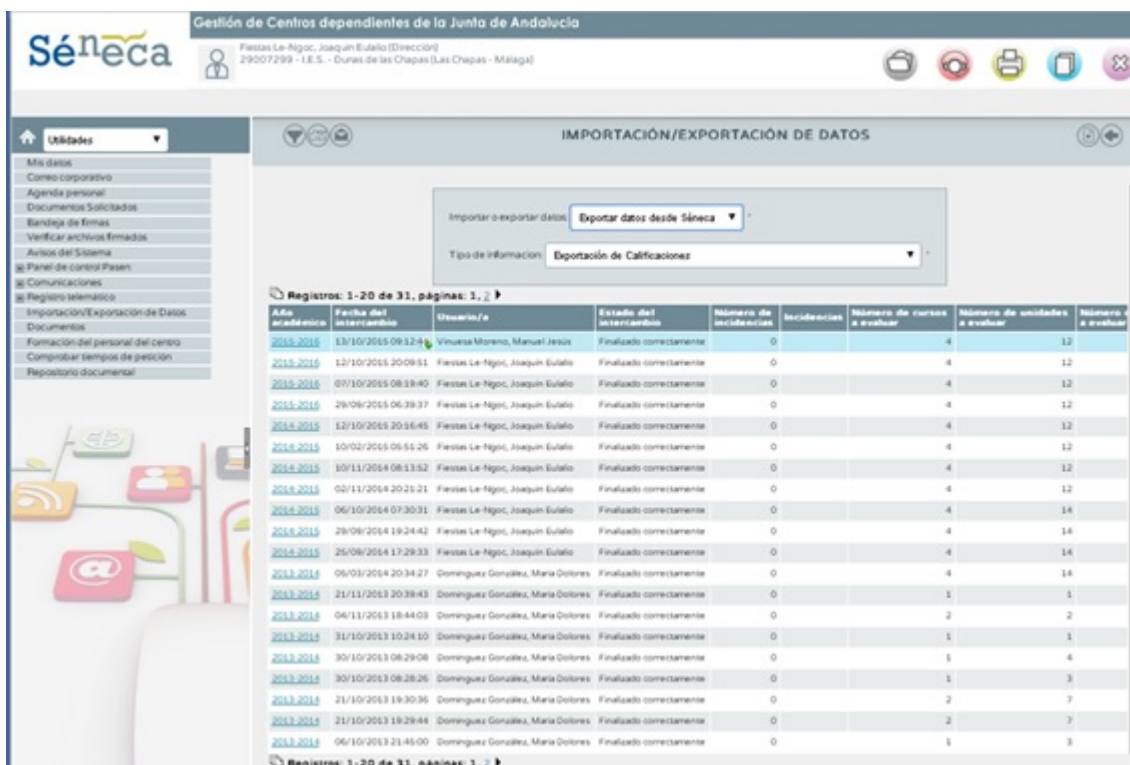 Séneca
Gestión de Centros dependientes de la Junta de Andalucía
Fiestas Le-Ngoc, Joaquín Eulalio (Dirección)
29007299 - I.E.S. - Dunas de las Chapas (Las Chapas - Málaga)
Utilidades
IMPORTACIÓN/EXPORTACIÓN DE DATOS
Mis datos
Correo corporativo
Agenda personal
Documentos Solicitados
Bandeja de firmas
Verificar archivos firmados
Avisos del Sistema
Panel de control Pasen
Comunicaciones
Registro telemático
Importación/Exportación de Datos
Documentos
Formación del personal del centro
Comprobar tiempos de petición
Repositorio documental
Importar o exportar datos: Exportar datos desde Séneca *
Tipo de informacion: Exportación de Calificaciones *
Registros: 1-20 de 31, páginas: 1, 2
Año académico Fecha del intercambio Usuario/a Estado del intercambio Número de incidencias Incidencias Número de cursos a evaluar Número de unidades a evaluar Número a evaluar
2015-2016 13/10/2015 09:12:4 Vinuesa Moreno, Manuel Jesús Finalizado correctamente 0 4 12
2015-2016 12/10/2015 20:09:51 Fiestas Le-Ngoc, Joaquín Eulalio Finalizado correctamente 0 4 12
2015-2016 07/10/2015 08:19:40 Fiestas Le-Ngoc, Joaquín Eulalio Finalizado correctamente 0 4 12
2015-2016 29/09/2015 06:39:37 Fiestas Le-Ngoc, Joaquín Eulalio Finalizado correctamente 0 4 12
2014-2015 12/10/2015 20:16:45 Fiestas Le-Ngoc, Joaquín Eulalio Finalizado correctamente 0 4 12
2014-2015 10/02/2015 05:51:26 Fiestas Le-Ngoc, Joaquín Eulalio Finalizado correctamente 0 4 12
2014-2015 10/11/2014 08:13:52 Fiestas Le-Ngoc, Joaquín Eulalio Finalizado correctamente 0 4 12
2014-2015 02/11/2014 20:21:21 Fiestas Le-Ngoc, Joaquín Eulalio Finalizado correctamente 0 4 12
2014-2015 06/10/2014 07:30:31 Fiestas Le-Ngoc, Joaquín Eulalio Finalizado correctamente 0 4 14
2014-2015 29/09/2014 19:24:42 Fiestas Le-Ngoc, Joaquín Eulalio Finalizado correctamente 0 4 14
2014-2015 25/09/2014 17:29:33 Fiestas Le-Ngoc, Joaquín Eulalio Finalizado correctamente 0 4 14
2013-2014 05/03/2014 20:34:27 Domínguez González, María Dolores Finalizado correctamente 0 4 14
2013-2014 21/11/2013 20:39:43 Domínguez González, María Dolores Finalizado correctamente 0 1 1
2013-2014 04/11/2013 18:44:03 Domínguez González, María Dolores Finalizado correctamente 0 2 2
2013-2014 31/10/2013 10:24:10 Domínguez González, María Dolores Finalizado correctamente 0 1 1
2013-2014 30/10/2013 08:29:08 Domínguez González, María Dolores Finalizado correctamente 0 1 4
2013-2014 30/10/2013 08:28:26 Domínguez González, María Dolores Finalizado correctamente 0 1 3
2013-2014 21/10/2013 19:30:36 Domínguez González, María Dolores Finalizado correctamente 0 2 7
2013-2014 21/10/2013 19:29:44 Domínguez González, María Dolores Finalizado correctamente 0 2 7
2013-2014 06/10/2013 21:45:00 Domínguez González, María Dolores Finalizado correctamente 0 1 3
Registros: 1-20 de 31, páginas: 1, 2